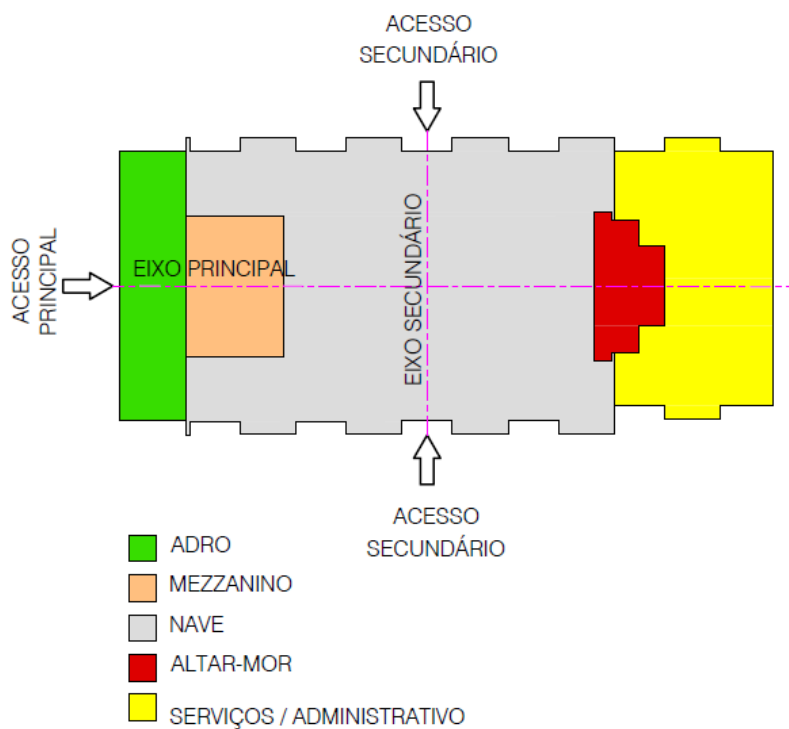 ACESSO
SECUNDÁRIO
ACESSO
PRINCIPAL
EIXO PRINCIPAL
EIXO SECUNDÁRIO
ACESSO
SECUNDÁRIO
ADRO
MEZZANINO
NAVE
ALTAR-MOR
SERVIÇOS / ADMINISTRATIVO